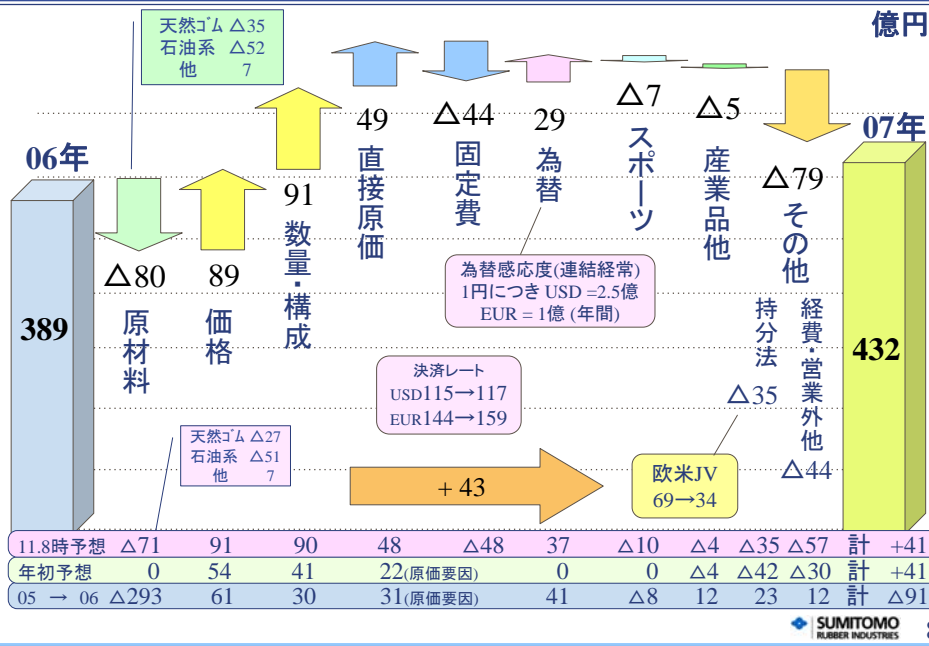 億円
天然ゴム △35
石油系 △52
他 7
06年
389
△80
原材料
89
価格
91
数量・構成
49
直接原価
△44
固定費
29
為替
△7
スポーツ
△5
産業品他
△79
その他
持分法
△35
経費・営業外他
△44
07年
432
為替感応度(連結経常)
1円につき USD =2.5億
EUR = 1億 (年間)
決済レート
USD115→117
EUR144→159
天然ゴム △27
石油系 △51
他 7
+ 43
欧米JV
69→34
11.8時予想 △71 91 90 48 △48 37 △10 △4 △35 △57 計 +41
年初予想 0 54 41 22(原価要因) 0 0 △4 △42 △30 計 +41
05 → 06 △293 61 30 31(原価要因) 41 △8 12 23 12 計 △91
SUMITOMO
RUBBER INDUSTRIES